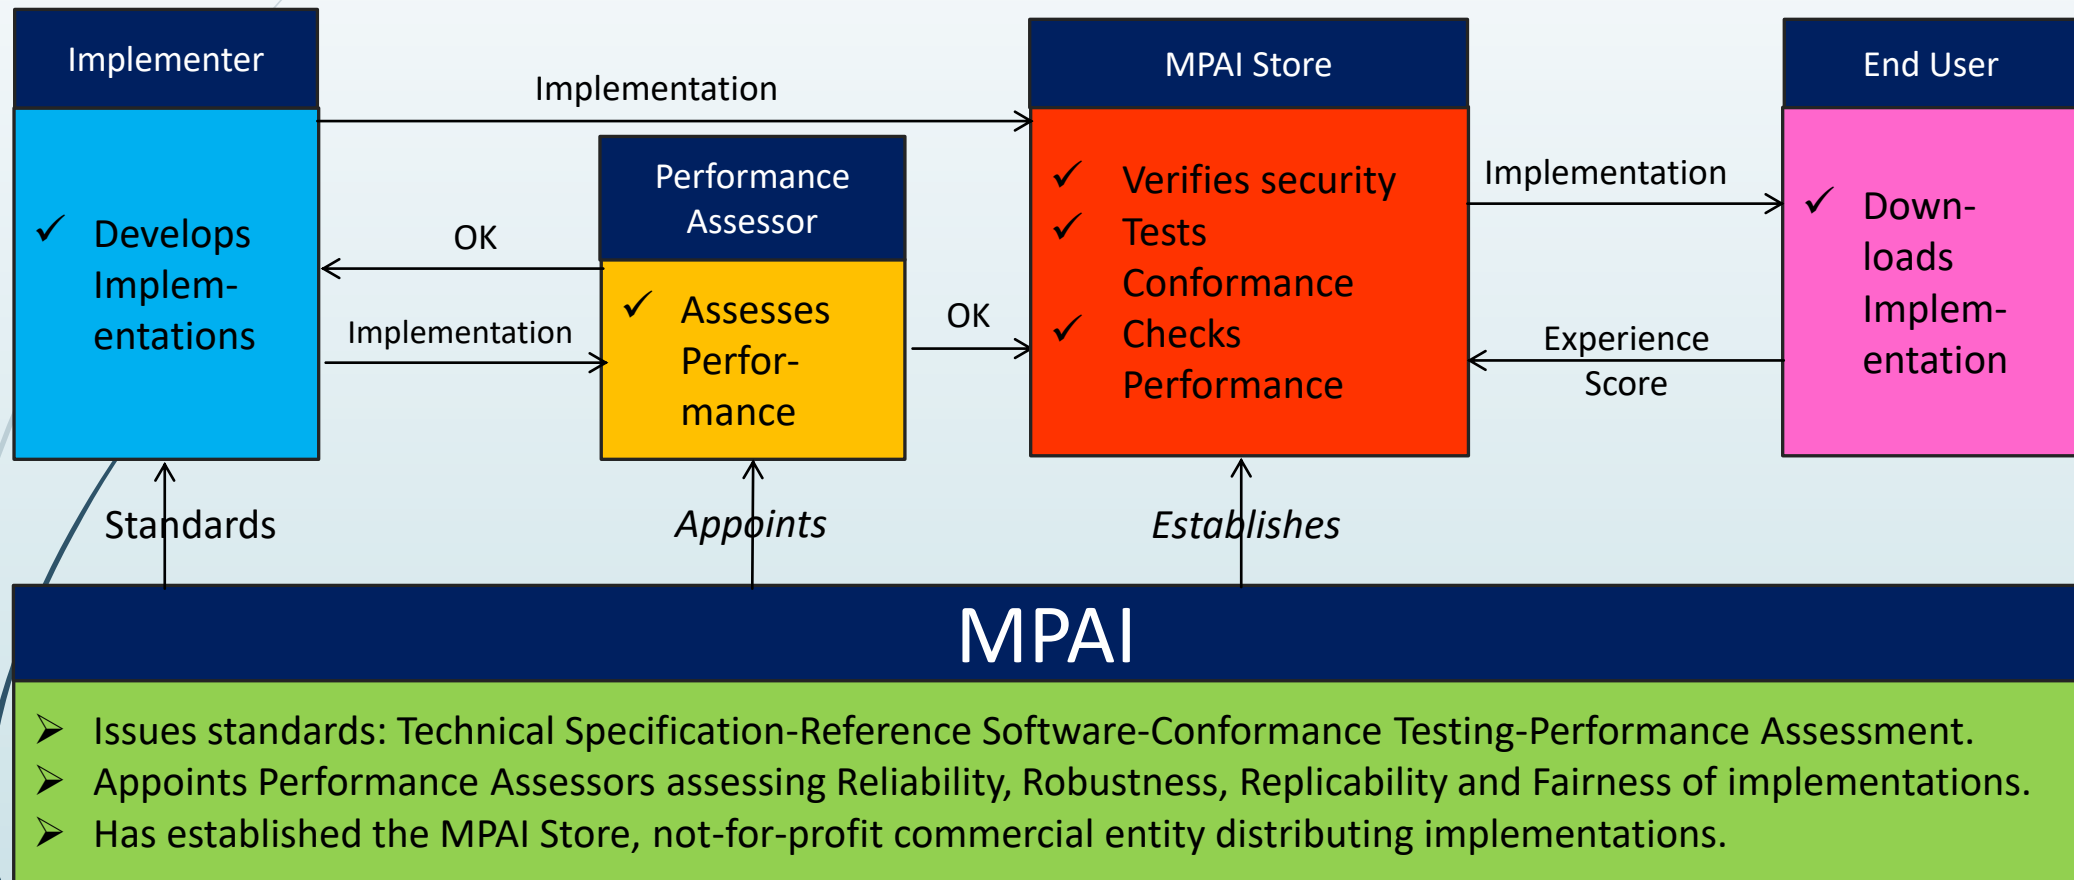 Implementer
✓ Develops
Implem-
entations
Implementation
OK
Implementation
Performance
Assessor
✓ Assesses
Perfor-
mance
OK
MPAI Store
✓ Verifies security
✓ Tests
Conformance
✓ Checks
Performance
Implementation
Experience
Score
End User
✓ Down-
loads
Implem-
entation
Standards
Appoints
Establishes
MPAI
➢ Issues standards: Technical Specification-Reference Software-Conformance Testing-Performance Assessment.
➢ Appoints Performance Assessors assessing Reliability, Robustness, Replicability and Fairness of implementations.
➢ Has established the MPAI Store, not-for-profit commercial entity distributing implementations.